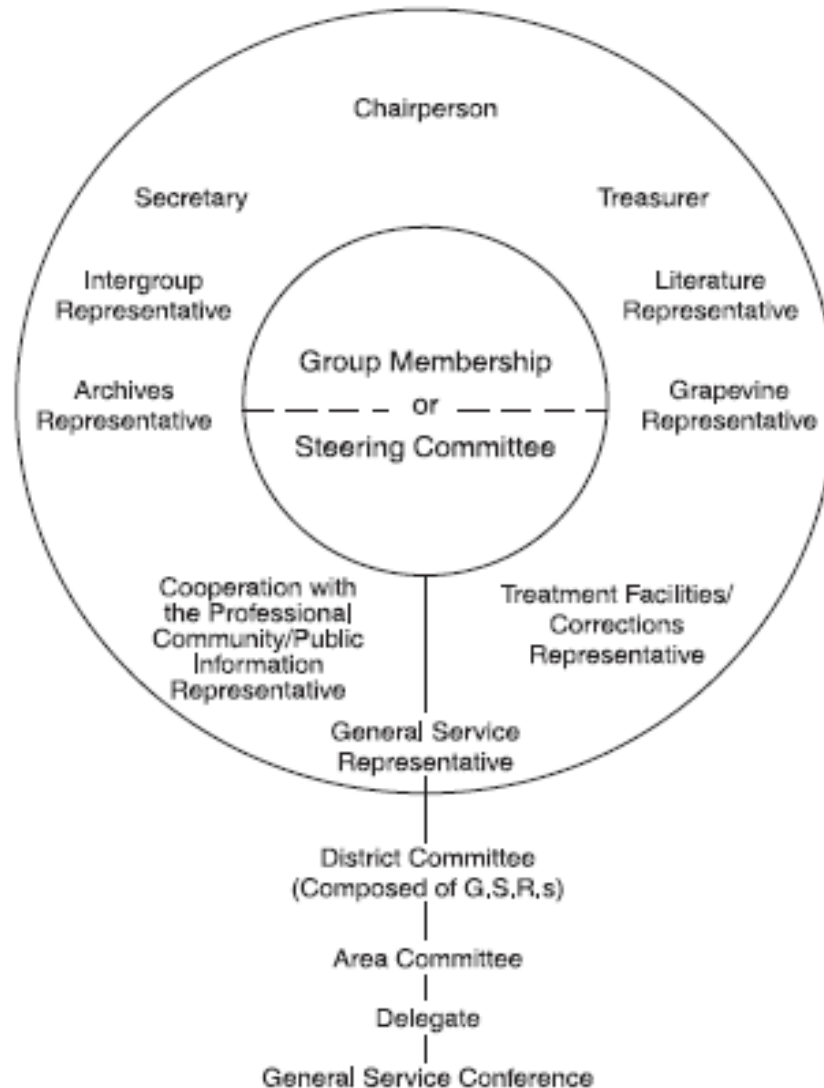 Chairperson
Secretary
Treasurer
Intergroup
Representative
Literature
Representative
Archives
Representative
Grapevine
Representative
Group Membership
or
Steering Committee
Cooperation with
the Professional
Community/Public
Information
Representative
Treatment Facilities/
Corrections
Representative
General Service
Representative
District Committee
(Composed of G.S.R.s)
Area Committee
Delegate
General Service Conference